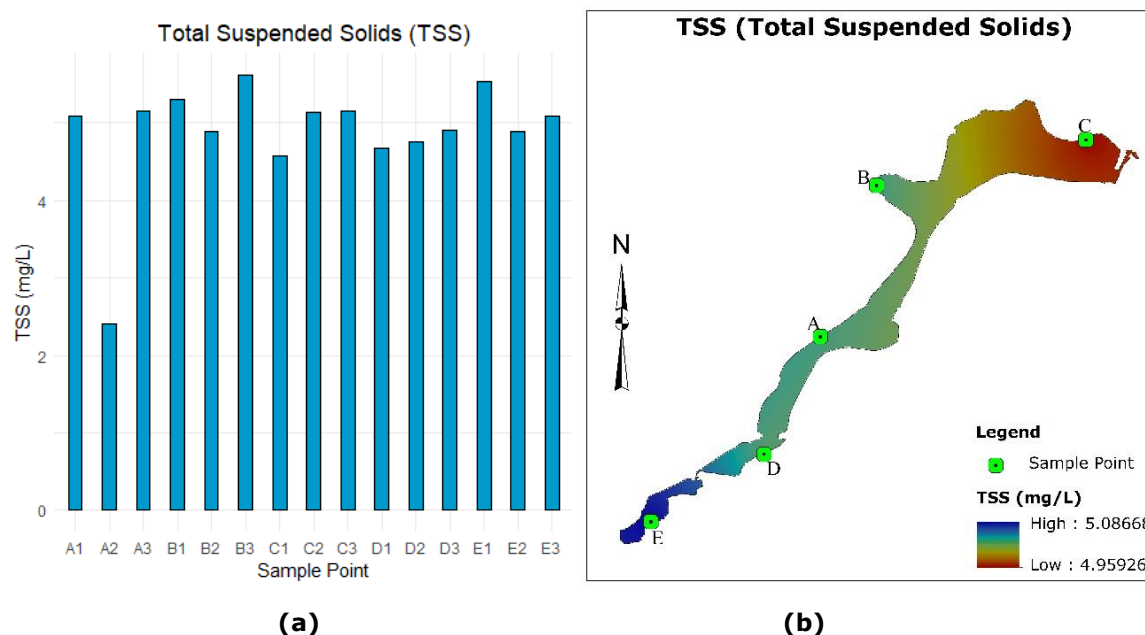 Total Suspended Solids (TSS)
TSS (mg/L)
4
2
0
A1 A2 A3 B1 B2 B3 C1 C2 C3 D1 D2 D3 E1 E2 E3
Sample Point
(a)
TSS (Total Suspended Solids)
C
B
N
A
D
E
Legend
Sample Point
TSS (mg/L)
High : 5.08668
Low : 4.95926
(b)